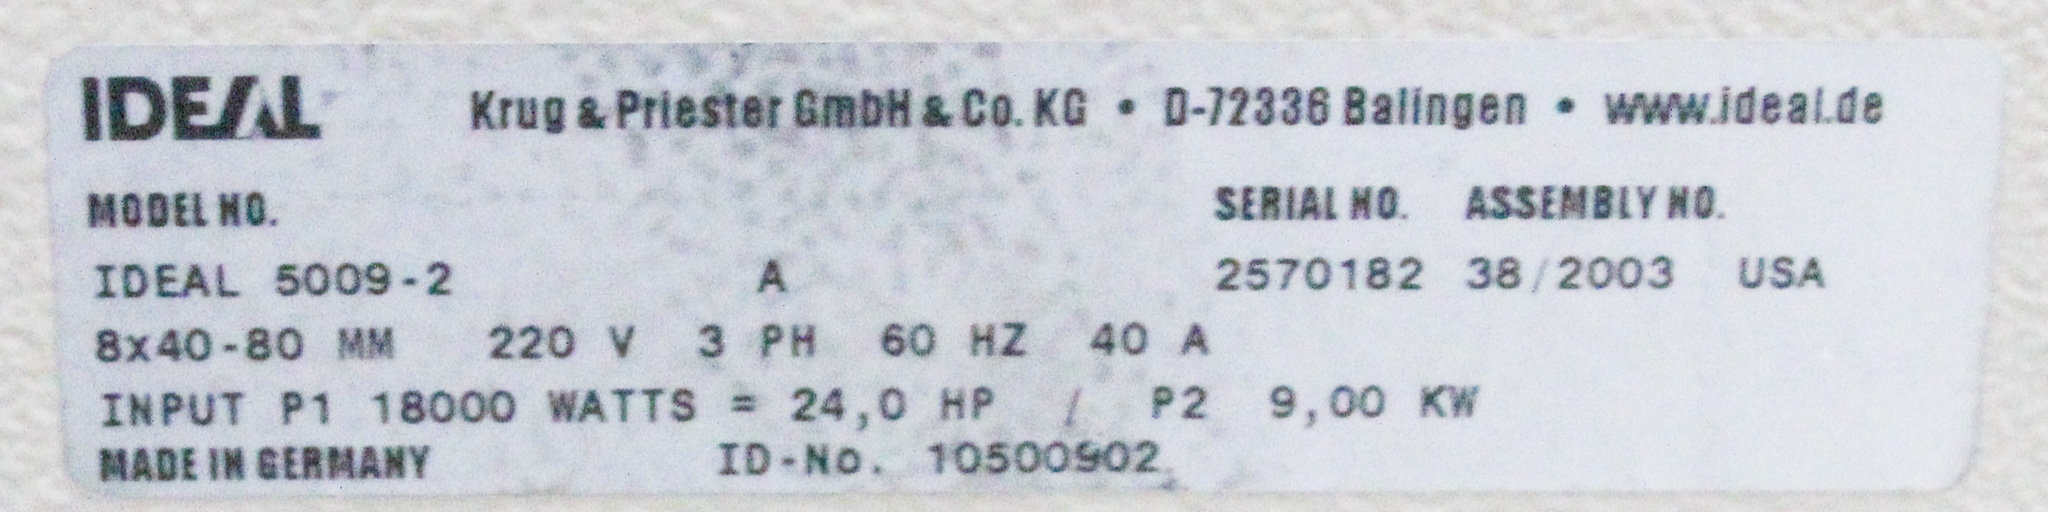 IDEAL Krug & Priester GmbH & Co. KG • D-72336 Balingen • www.ideal.de
MODEL NO. SERIAL NO. ASSEMBLY NO.
IDEAL 5009-2 A 2570182 38/2003 USA
8x40-80 MM 220 V 3 PH 60 HZ 40 A
INPUT P1 18000 WATTS = 24,0 HP / P2 9,00 KW
MADE IN GERMANY ID-No. 10500902